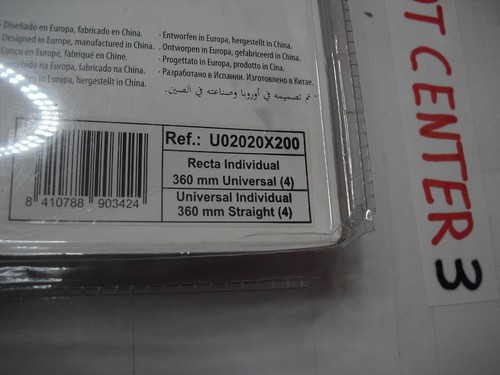 · Diseñado en Europa, fabricado en China.
Designed in Europe, manufactured in China.
Conçu en Europe, fabriqué en Chine.
na Europa, fabricado na China.
in Europa, hergestellt in China.
· Entworfen in Europa, hergestellt in China.
· Ontworpen in Europa, gefabriceerd in China.
· Progettato in Europa, prodotto in Cina.
· Разработано в Испании. Изготовлено в Китае.
· تم تصميمه في أوروبا وصناعته في الصين.
8 410788 903424
Ref.: U02020X200
Recta Individual
360 mm Universal (4)
Universal Individual
360 mm Straight (4)
OT CENTER 3